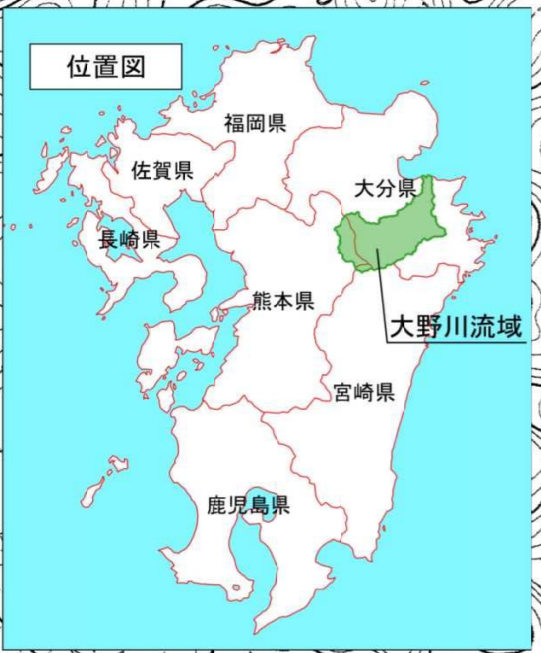 位置図
福岡県
佐賀県
大分県
長崎県
熊本県
大野川流域
宮崎県
鹿児島県